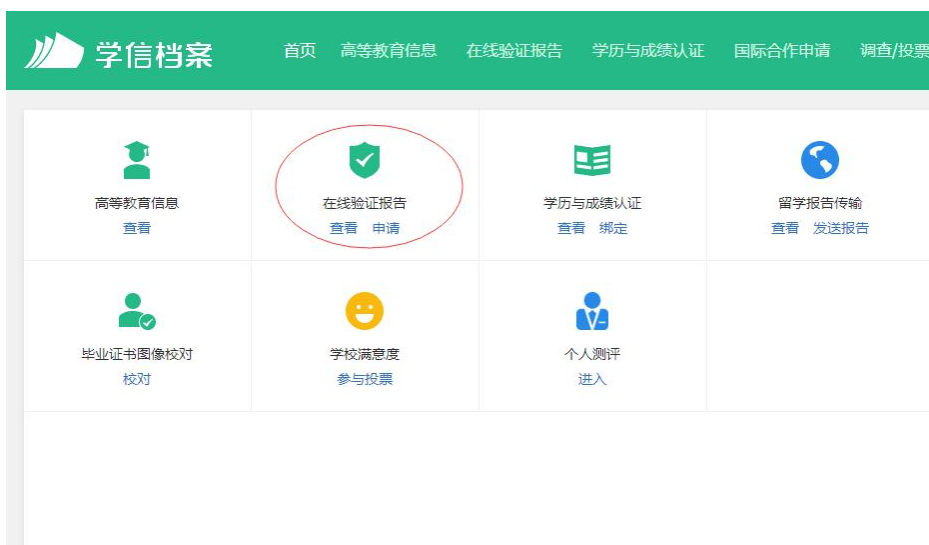 学信档案 首页 高等教育信息 在线验证报告 学历与成绩认证 国际合作申请 调查/投票
高等教育信息 在线验证报告 学历与成绩认证 留学报告传输
查看 查看 申请 查看 绑定 查看 发送报告
毕业证书图像校对 学校满意度 个人测评
校对 参与投票 进入